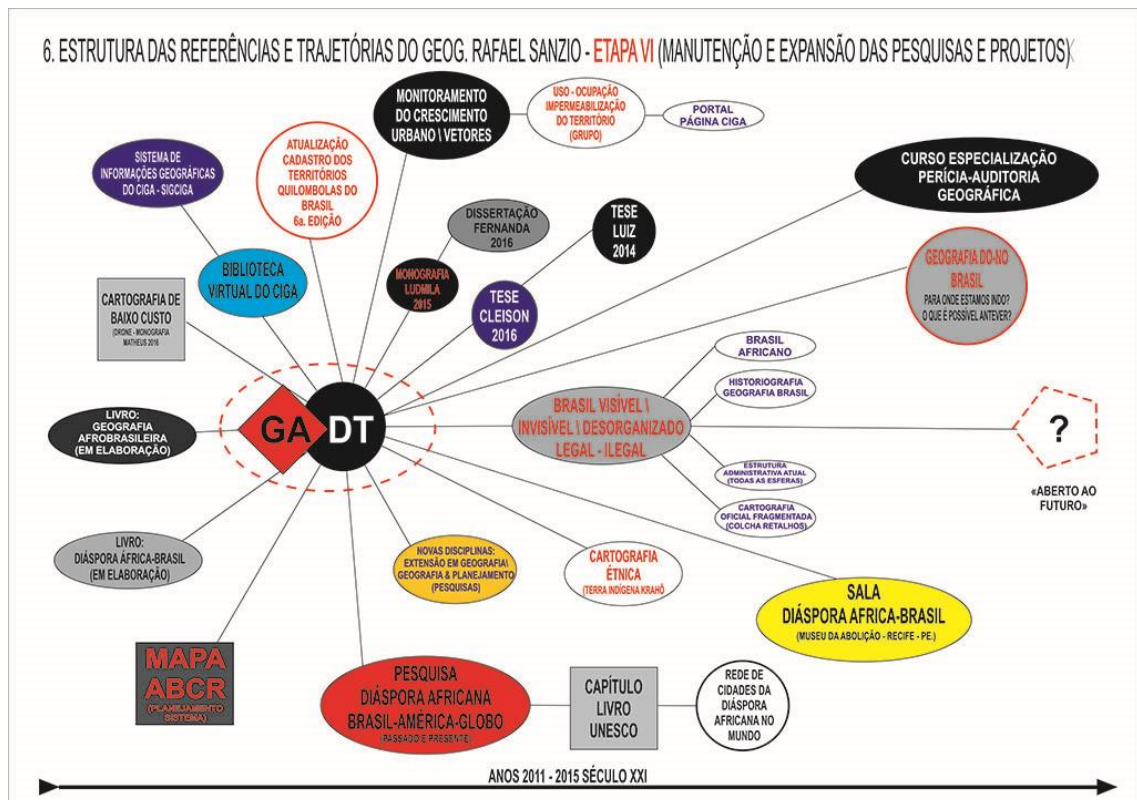 6. ESTRUTURA DAS REFERÊNCIAS E TRAJETÓRIAS DO GEOG. RAFAEL SANZIO - ETAPA VI (MANUTENÇÃO E EXPANSÃO DAS PESQUISAS E PROJETOS)
MONITORAMENTO
DO CRESCIMENTO
URBANO \ VETORES
USO - OCUPAÇÃO
IMPERMEABILIZAÇÃO
DO TERRITÓRIO
(GRUPO)
PORTAL
PÁGINA CIGA
SISTEMA DE
INFORMAÇÕES GEOGRÁFICAS
DO CIGA - SIGCIGA
ATUALIZAÇÃO
CADASTRO DOS
TERRITÓRIOS
QUILOMBOLAS DO
BRASIL
6a. EDIÇÃO
CURSO ESPECIALIZAÇÃO
PERÍCIA-AUDITORIA
GEOGRÁFICA
DISSERTAÇÃO
FERNANDA
2016
TESE
LUIZ
2014
BIBLIOTECA
VIRTUAL DO CIGA
MONOGRAFIA
LUDMILA
2015
TESE
CLEISON
2016
GEOGRAFIA DO-NO
BRASIL
PARA ONDE ESTAMOS INDO?
O QUE É POSSÍVEL ANTEVER?
CARTOGRAFIA DE
BAIXO CUSTO
(DRONE - MONOGRAFIA
MATHEUS 2016
BRASIL
AFRICANO
HISTORIOGRAFIA
GEOGRAFIA BRASIL
LIVRO:
GEOGRAFIA
AFROBRASILEIRA
(EM ELABORAÇÃO)
GA DT
BRASIL VISÍVEL \
INVISÍVEL \ DESORGANIZADO
LEGAL - ILEGAL
?
«ABERTO AO
FUTURO»
ESTRUTURA
ADMINISTRATIVA ATUAL
(TODAS AS ESFERAS)
CARTOGRAFIA
OFICIAL FRAGMENTADA
(COLCHA RETALHOS)
LIVRO:
DIÁSPORA ÁFRICA-BRASIL
(EM ELABORAÇÃO)
NOVAS DISCIPLINAS:
EXTENSÃO EM GEOGRAFIA\
GEOGRAFIA & PLANEJAMENTO
(PESQUISAS)
CARTOGRAFIA
ÉTNICA
(TERRA INDÍGENA KRAHÔ
SALA
DIÁSPORA AFRICA-BRASIL
(MUSEU DA ABOLIÇÃO - RECIFE - PE.)
MAPA
ABCR
(PLANEJAMENTO
SISTEMA)
PESQUISA
DIÁSPORA AFRICANA
BRASIL-AMÉRICA-GLOBO
(PASSADO E PRESENTE)
CAPÍTULO
LIVRO
UNESCO
REDE DE
CIDADES DA
DIÁSPORA
AFRICANA NO
MUNDO
ANOS 2011 - 2015 SÉCULO XXI